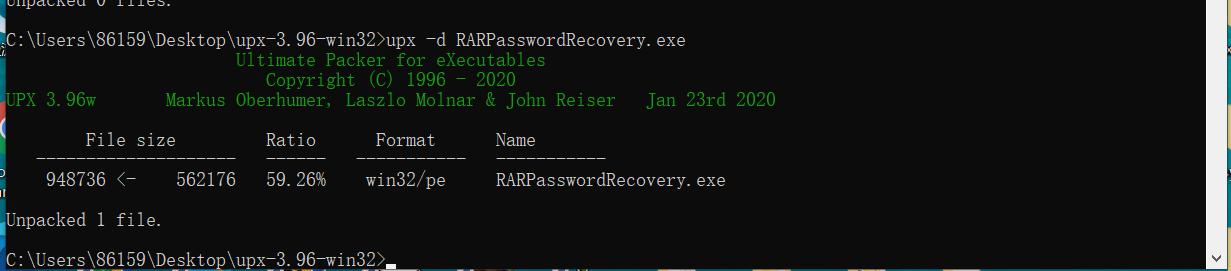 Unpacked 0 files.
C:\Users\86159\Desktop\upx-3.96-win32>upx -d RARPasswordRecovery.exe
Ultimate Packer for eXecutables
Copyright (C) 1996 - 2020
UPX 3.96w Markus Oberhumer, Laszlo Molnar & John Reiser Jan 23rd 2020
File size Ratio Format Name
-------------------- ------ ----------- -----------
948736 <- 562176 59.26% win32/pe RARPasswordRecovery.exe
Unpacked 1 file.
C:\Users\86159\Desktop\upx-3.96-win32>